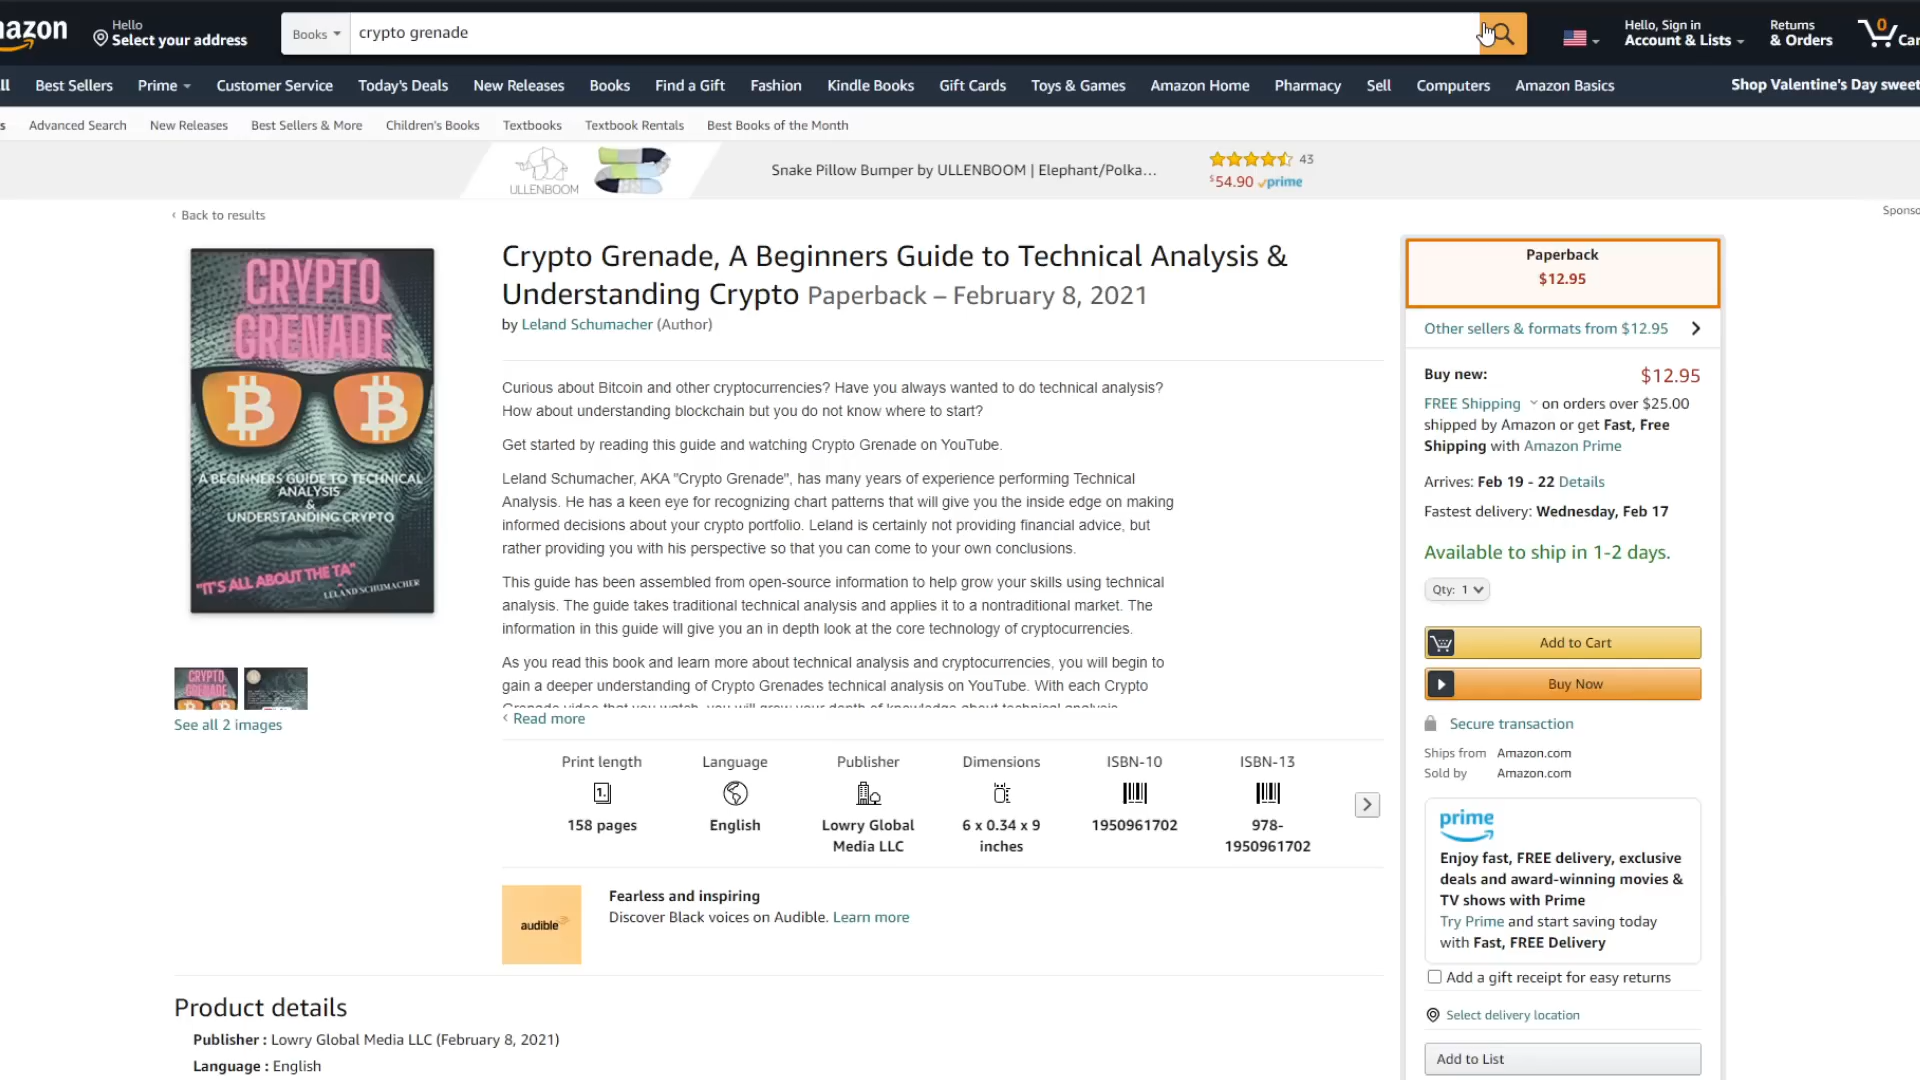 mazon
Hello
Select your address
Books
crypto grenade
Hello, Sign in
Account & Lists
Returns
& Orders
0
Car
ll
Best Sellers
Prime
Customer Service
Today's Deals
New Releases
Books
Find a Gift
Fashion
Kindle Books
Gift Cards
Toys & Games
Amazon Home
Pharmacy
Sell
Computers
Amazon Basics
Shop Valentine's Day sweet
s
Advanced Search
New Releases
Best Sellers & More
Children's Books
Textbooks
Textbook Rentals
Best Books of the Month
ULLENBOOM
Snake Pillow Bumper by ULLENBOOM | Elephant/Polka...
43
$54.90 prime
‹ Back to results
Sponso
CRYPTO
GRENADE
A BEGINNERS GUIDE TO TECHNICAL
ANALYSIS
&
UNDERSTANDING CRYPTO
"IT'S ALL ABOUT THE TA"
LELAND SCHUMACHER
CRYPTO
GRENADE
See all 2 images
Crypto Grenade, A Beginners Guide to Technical Analysis &
Understanding Crypto Paperback – February 8, 2021
by Leland Schumacher (Author)
Curious about Bitcoin and other cryptocurrencies? Have you always wanted to do technical analysis?
How about understanding blockchain but you do not know where to start?
Get started by reading this guide and watching Crypto Grenade on YouTube.
Leland Schumacher, AKA "Crypto Grenade", has many years of experience performing Technical
Analysis. He has a keen eye for recognizing chart patterns that will give you the inside edge on making
informed decisions about your crypto portfolio. Leland is certainly not providing financial advice, but
rather providing you with his perspective so that you can come to your own conclusions.
This guide has been assembled from open-source information to help grow your skills using technical
analysis. The guide takes traditional technical analysis and applies it to a nontraditional market. The
information in this guide will give you an in depth look at the core technology of cryptocurrencies.
As you read this book and learn more about technical analysis and cryptocurrencies, you will begin to
gain a deeper understanding of Crypto Grenades technical analysis on YouTube. With each Crypto
Grenade video that you watch, you will grow your depth of knowledge about technical analysis
‹ Read more
Print length
1.
158 pages
Language
English
Publisher
Lowry Global
Media LLC
Dimensions
6 x 0.34 x 9
inches
ISBN-10
1950961702
ISBN-13
978-
1950961702
audible
Fearless and inspiring
Discover Black voices on Audible. Learn more
Product details
Publisher : Lowry Global Media LLC (February 8, 2021)
Language : English
Paperback
$12.95
Other sellers & formats from $12.95
Buy new:
$12.95
FREE Shipping on orders over $25.00
shipped by Amazon or get Fast, Free
Shipping with Amazon Prime
Arrives: Feb 19 - 22 Details
Fastest delivery: Wednesday, Feb 17
Available to ship in 1-2 days.
Qty: 1
Add to Cart
Buy Now
Secure transaction
Ships from Amazon.com
Sold by Amazon.com
prime
Enjoy fast, FREE delivery, exclusive
deals and award-winning movies &
TV shows with Prime
Try Prime and start saving today
with Fast, FREE Delivery
Add a gift receipt for easy returns
Select delivery location
Add to List